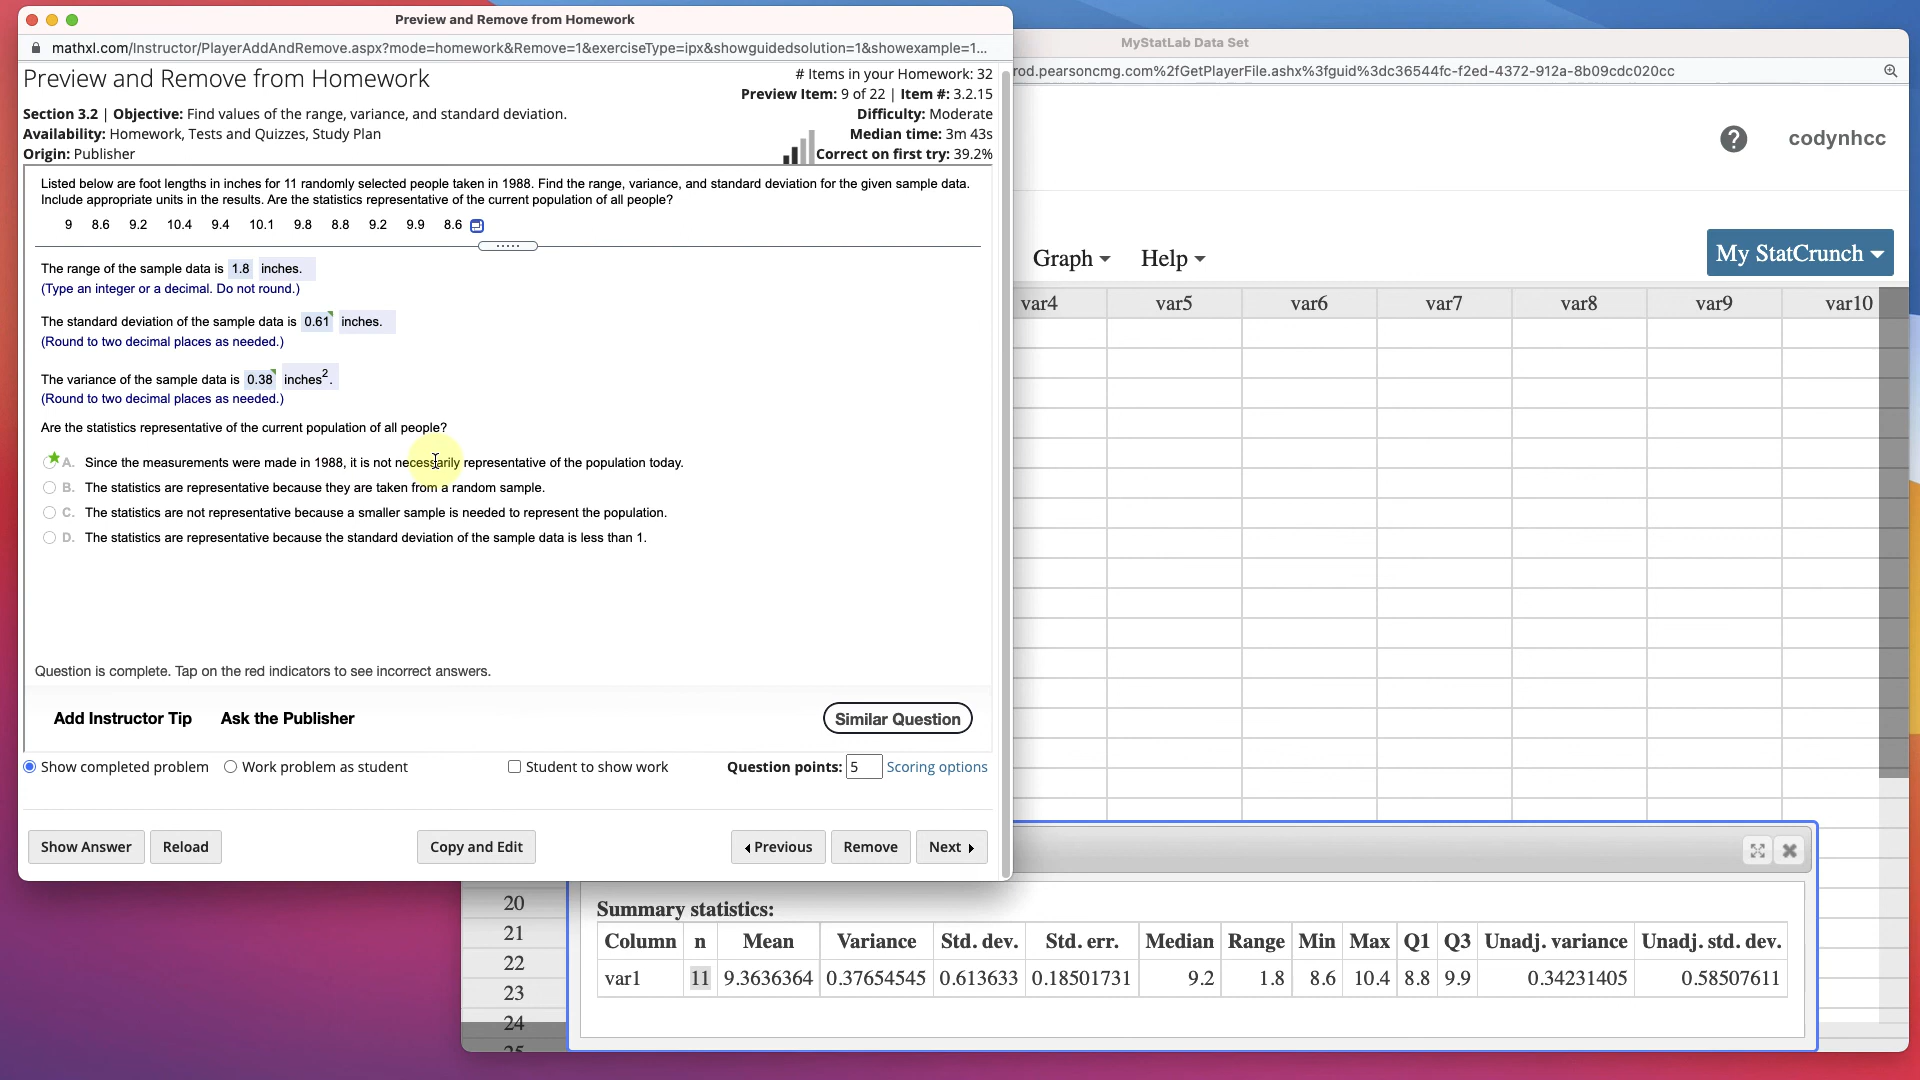 Preview and Remove from Homework
mathxl.com/Instructor/PlayerAddAndRemove.aspx?mode=homework&Remove=1&exerciseType=ipx&showguidedsolution=1&showexample=1...
Preview and Remove from Homework
# Items in your Homework: 32
Preview Item: 9 of 22 | Item #: 3.2.15
Section 3.2 | Objective: Find values of the range, variance, and standard deviation.
Difficulty: Moderate
Availability: Homework, Tests and Quizzes, Study Plan
Median time: 3m 43s
Origin: Publisher
Correct on first try: 39.2%
Listed below are foot lengths in inches for 11 randomly selected people taken in 1988. Find the range, variance, and standard deviation for the given sample data.
Include appropriate units in the results. Are the statistics representative of the current population of all people?
9 8.6 9.2 10.4 9.4 10.1 9.8 8.8 9.2 9.9 8.6
The range of the sample data is 1.8 inches.
(Type an integer or a decimal. Do not round.)
The standard deviation of the sample data is 0.61 inches.
(Round to two decimal places as needed.)
The variance of the sample data is 0.38 inches².
(Round to two decimal places as needed.)
Are the statistics representative of the current population of all people?
A. Since the measurements were made in 1988, it is not necessarily representative of the population today.
B. The statistics are representative because they are taken from a random sample.
C. The statistics are not representative because a smaller sample is needed to represent the population.
D. The statistics are representative because the standard deviation of the sample data is less than 1.
Question is complete. Tap on the red indicators to see incorrect answers.
Add Instructor Tip Ask the Publisher Similar Question
Show completed problem Work problem as student Student to show work Question points: 5 Scoring options
Show Answer Reload Copy and Edit Previous Remove Next
MyStatLab Data Set
rod.pearsoncmg.com%2fGetPlayerFile.ashx%3fguid%3dc36544fc-f2ed-4372-912a-8b09cdc020cc
? codynhcc
Graph Help My StatCrunch
var4 var5 var6 var7 var8 var9 var10
20
21
22
23
24
25
Summary statistics:
Column n Mean Variance Std. dev. Std. err. Median Range Min Max Q1 Q3 Unadj. variance Unadj. std. dev.
var1 11 9.3636364 0.37654545 0.613633 0.18501731 9.2 1.8 8.6 10.4 8.8 9.9 0.34231405 0.58507611